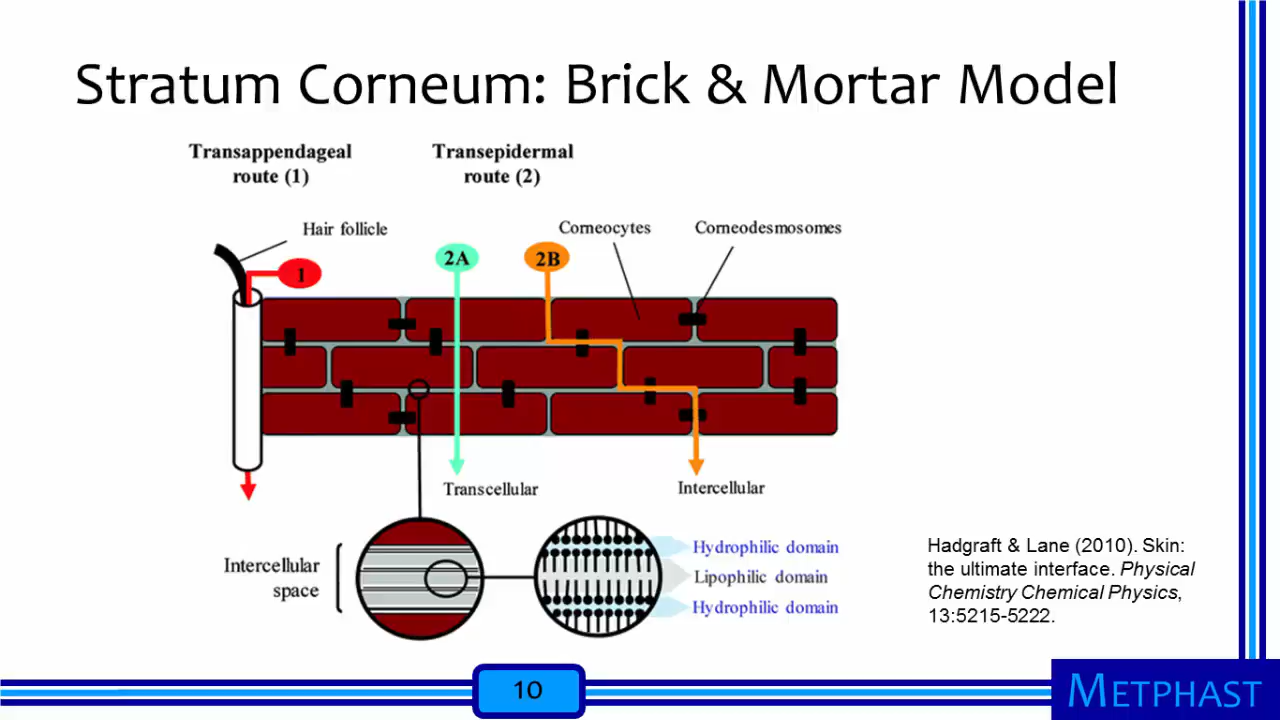 Stratum Corneum: Brick & Mortar Model
Transappendageal
route (1)
Transepidermal
route (2)
Hair follicle
Corneocytes
Corneodesmosomes
1
2A
2B
Transcellular
Intercellular
Intercellular
space
Hydrophilic domain
Lipophilic domain
Hydrophilic domain
Hadgraft & Lane (2010). Skin:
the ultimate interface. Physical
Chemistry Chemical Physics,
13:5215-5222.
10
METPHAST